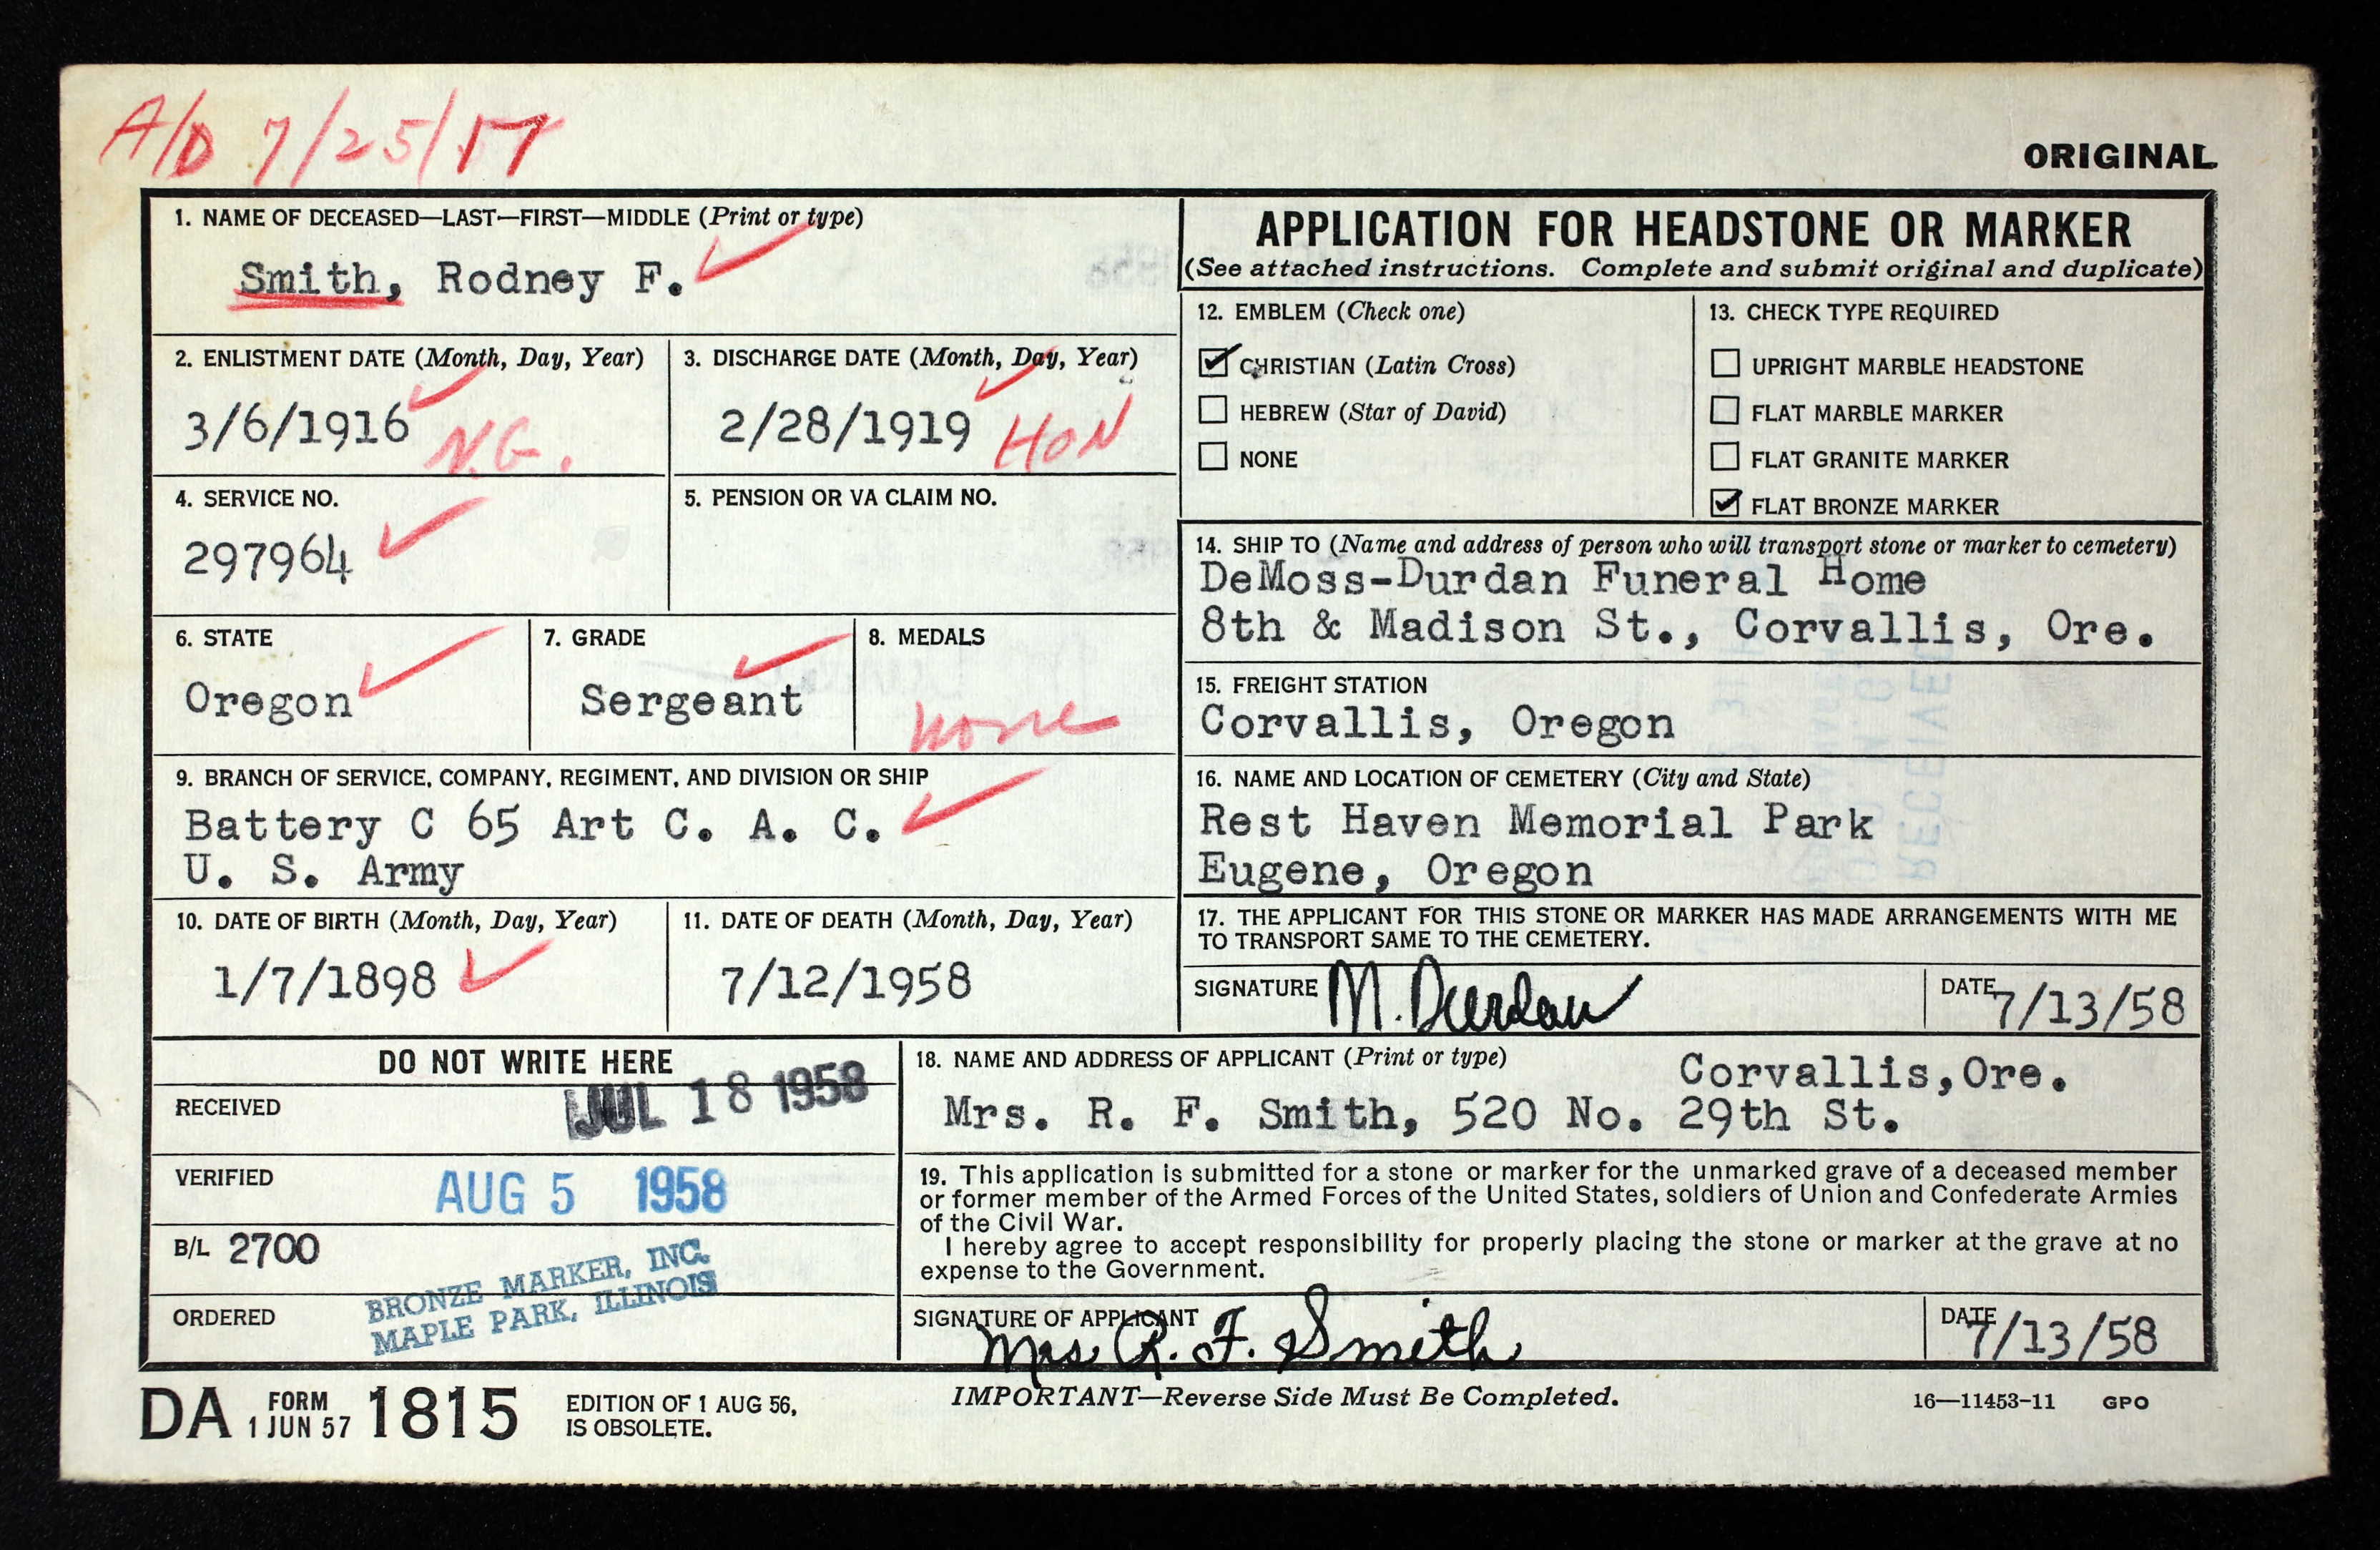 A/D 7/25/17
ORIGINAL
1. NAME OF DECEASED—LAST—FIRST—MIDDLE (Print or type)
Smith, Rodney F.
2. ENLISTMENT DATE (Month, Day, Year)
3/6/1916 N.G.
3. DISCHARGE DATE (Month, Day, Year)
2/28/1919 HON
4. SERVICE NO.
297964
5. PENSION OR VA CLAIM NO.
6. STATE
Oregon
7. GRADE
Sergeant
8. MEDALS
none
9. BRANCH OF SERVICE, COMPANY, REGIMENT, AND DIVISION OR SHIP
Battery C 65 Art C. A. C.
U. S. Army
10. DATE OF BIRTH (Month, Day, Year)
1/7/1898
11. DATE OF DEATH (Month, Day, Year)
7/12/1958
APPLICATION FOR HEADSTONE OR MARKER
(See attached instructions. Complete and submit original and duplicate)
12. EMBLEM (Check one)
CHRISTIAN (Latin Cross)
HEBREW (Star of David)
NONE
13. CHECK TYPE REQUIRED
UPRIGHT MARBLE HEADSTONE
FLAT MARBLE MARKER
FLAT GRANITE MARKER
FLAT BRONZE MARKER
14. SHIP TO (Name and address of person who will transport stone or marker to cemetery)
DeMoss-Durdan Funeral Home
8th & Madison St., Corvallis, Ore.
15. FREIGHT STATION
Corvallis, Oregon
16. NAME AND LOCATION OF CEMETERY (City and State)
Rest Haven Memorial Park
Eugene, Oregon
17. THE APPLICANT FOR THIS STONE OR MARKER HAS MADE ARRANGEMENTS WITH ME
TO TRANSPORT SAME TO THE CEMETERY.
SIGNATURE M. Durdan
DATE 7/13/58
DO NOT WRITE HERE
RECEIVED JUL 18 1958
VERIFIED AUG 5 1958
B/L 2700
BRONZE MARKER, INC.
MAPLE PARK, ILLINOIS
ORDERED
18. NAME AND ADDRESS OF APPLICANT (Print or type)
Corvallis,Ore.
Mrs. R. F. Smith, 520 No. 29th St.
19. This application is submitted for a stone or marker for the unmarked grave of a deceased member
or former member of the Armed Forces of the United States, soldiers of Union and Confederate Armies
of the Civil War.
I hereby agree to accept responsibility for properly placing the stone or marker at the grave at no
expense to the Government.
SIGNATURE OF APPLICANT
Mrs R. F. Smith
DATE 7/13/58
DA FORM 1 JUN 57 1815
EDITION OF 1 AUG 56,
IS OBSOLETE.
IMPORTANT—Reverse Side Must Be Completed.
16—11453-11 GPO